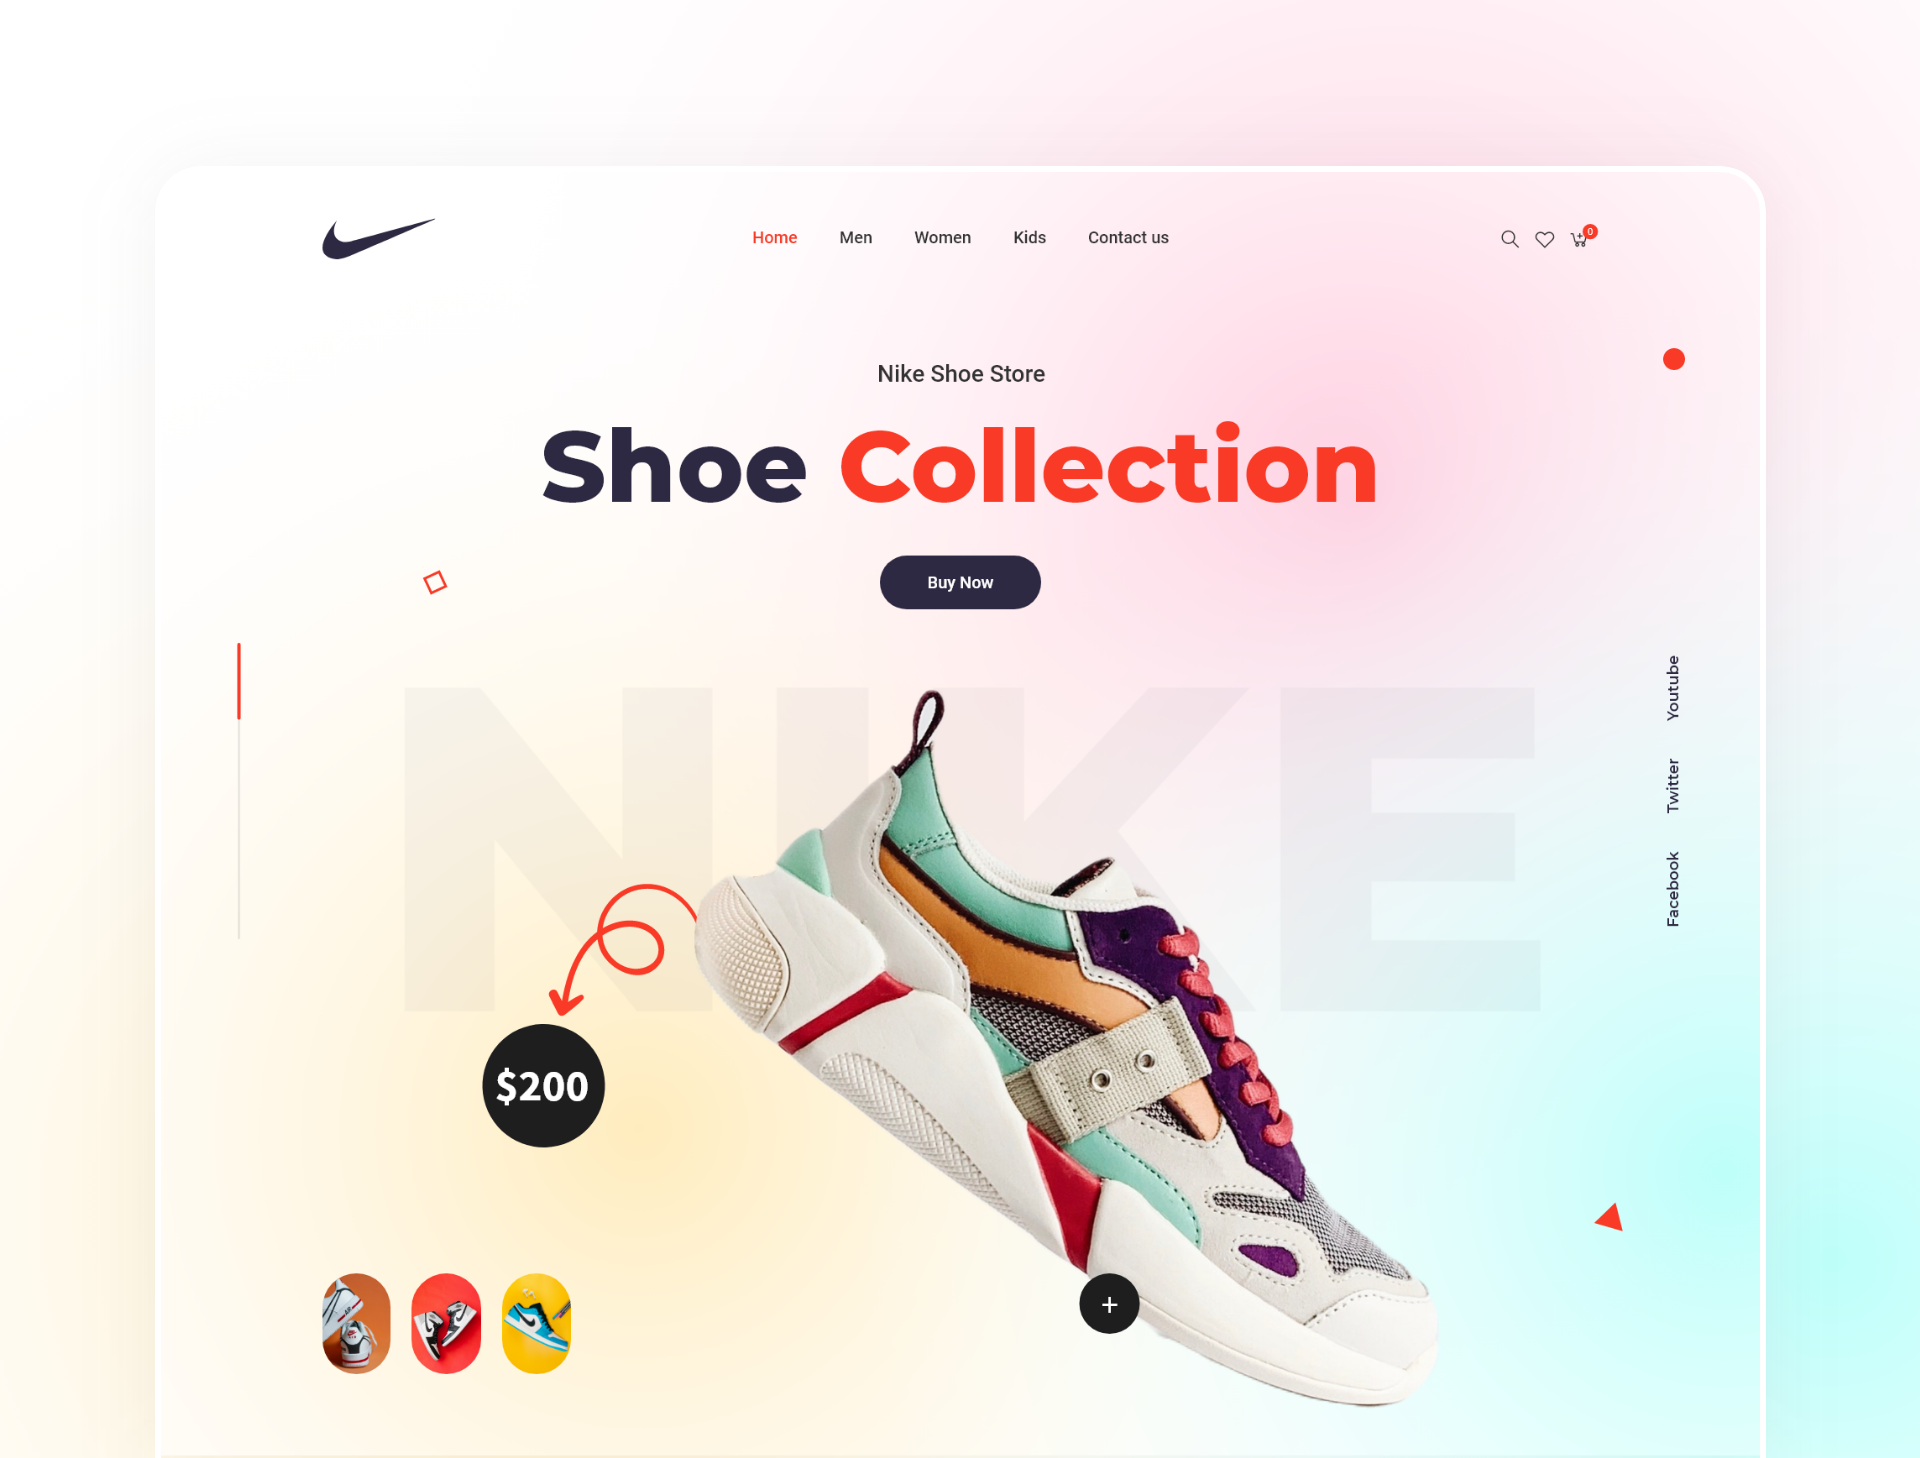 Home Men Women Kids Contact us
0
Nike Shoe Store
Shoe Collection
Buy Now
NIKE
Youtube
Twitter
Facebook
$200
+